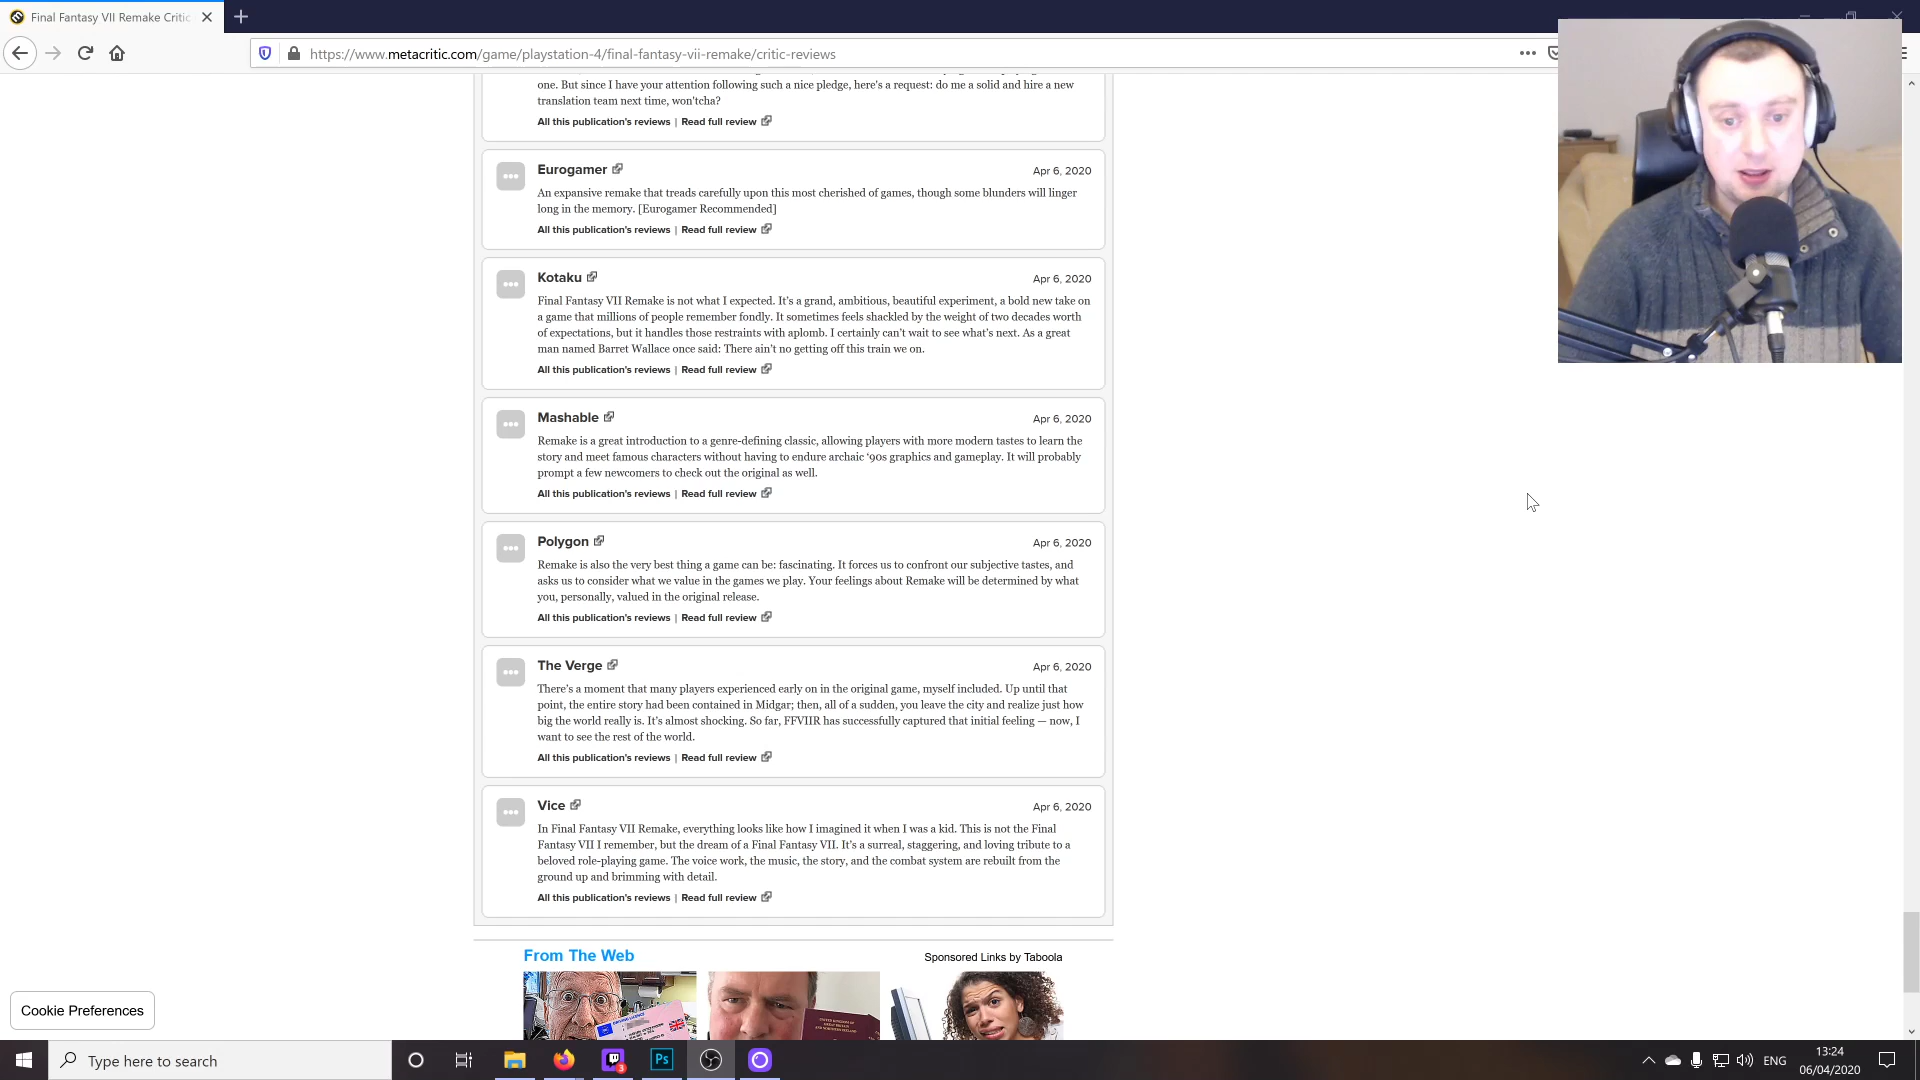 Final Fantasy VII Remake Critic
https://www.metacritic.com/game/playstation-4/final-fantasy-vii-remake/critic-reviews
one. But since I have your attention following such a nice pledge, here's a request: do me a solid and hire a new
translation team next time, won'tcha?
All this publication's reviews | Read full review
Eurogamer
Apr 6, 2020
An expansive remake that treads carefully upon this most cherished of games, though some blunders will linger
long in the memory. [Eurogamer Recommended]
All this publication's reviews | Read full review
Kotaku
Apr 6, 2020
Final Fantasy VII Remake is not what I expected. It's a grand, ambitious, beautiful experiment, a bold new take on
a game that millions of people remember fondly. It sometimes feels shackled by the weight of two decades worth
of expectations, but it handles those restraints with aplomb. I certainly can't wait to see what's next. As a great
man named Barret Wallace once said: There ain't no getting off this train we on.
All this publication's reviews | Read full review
Mashable
Apr 6, 2020
Remake is a great introduction to a genre-defining classic, allowing players with more modern tastes to learn the
story and meet famous characters without having to endure archaic '90s graphics and gameplay. It will probably
prompt a few newcomers to check out the original as well.
All this publication's reviews | Read full review
Polygon
Apr 6, 2020
Remake is also the very best thing a game can be: fascinating. It forces us to confront our subjective tastes, and
asks us to consider what we value in the games we play. Your feelings about Remake will be determined by what
you, personally, valued in the original release.
All this publication's reviews | Read full review
The Verge
Apr 6, 2020
There's a moment that many players experienced early on in the original game, myself included. Up until that
point, the entire story had been contained in Midgar; then, all of a sudden, you leave the city and realize just how
big the world really is. It's almost shocking. So far, FFVIIR has successfully captured that initial feeling — now, I
want to see the rest of the world.
All this publication's reviews | Read full review
Vice
Apr 6, 2020
In Final Fantasy VII Remake, everything looks like how I imagined it when I was a kid. This is not the Final
Fantasy VII I remember, but the dream of a Final Fantasy VII. It's a surreal, staggering, and loving tribute to a
beloved role-playing game. The voice work, the music, the story, and the combat system are rebuilt from the
ground up and brimming with detail.
All this publication's reviews | Read full review
From The Web
Sponsored Links by Taboola
Cookie Preferences
Type here to search
3
Ps
ENG
13:24
06/04/2020